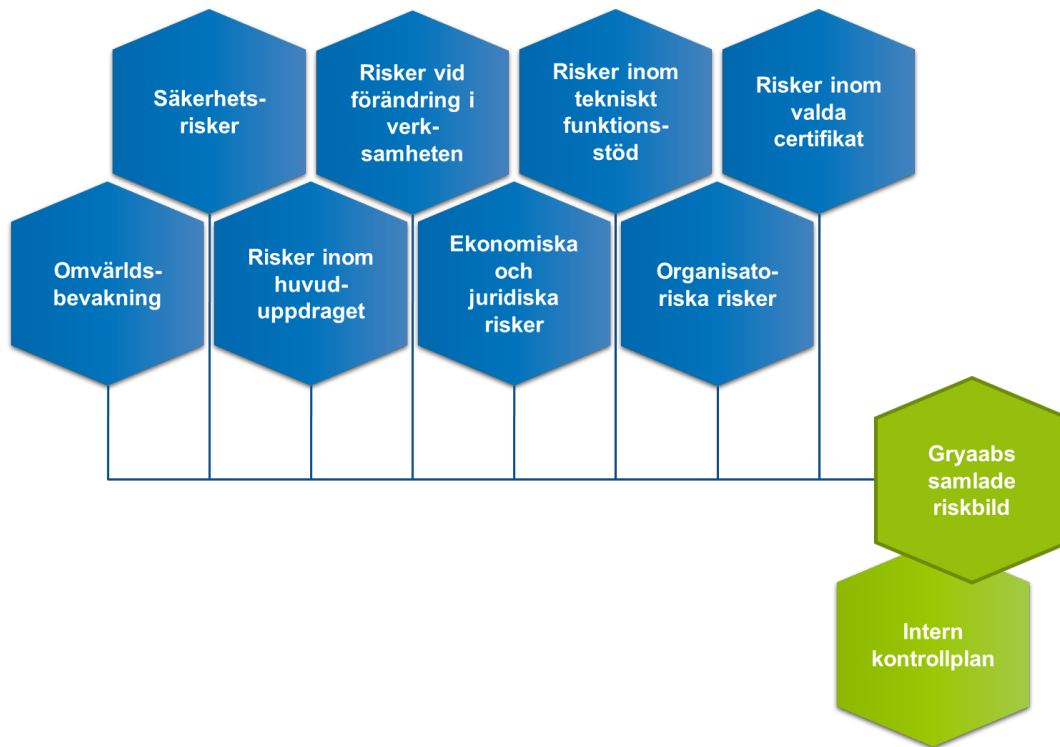 Säkerhets-
risker
Risker vid
förändring i
verk-
samheten
Risker inom
tekniskt
funktions-
stöd
Risker inom
valda
certifikat
Omvärlds-
bevakning
Risker inom
huvud-
uppdraget
Ekonomiska
och
juridiska
risker
Organisato-
riska risker
Gryaabs
samlade
riskbild
Intern
kontrollplan